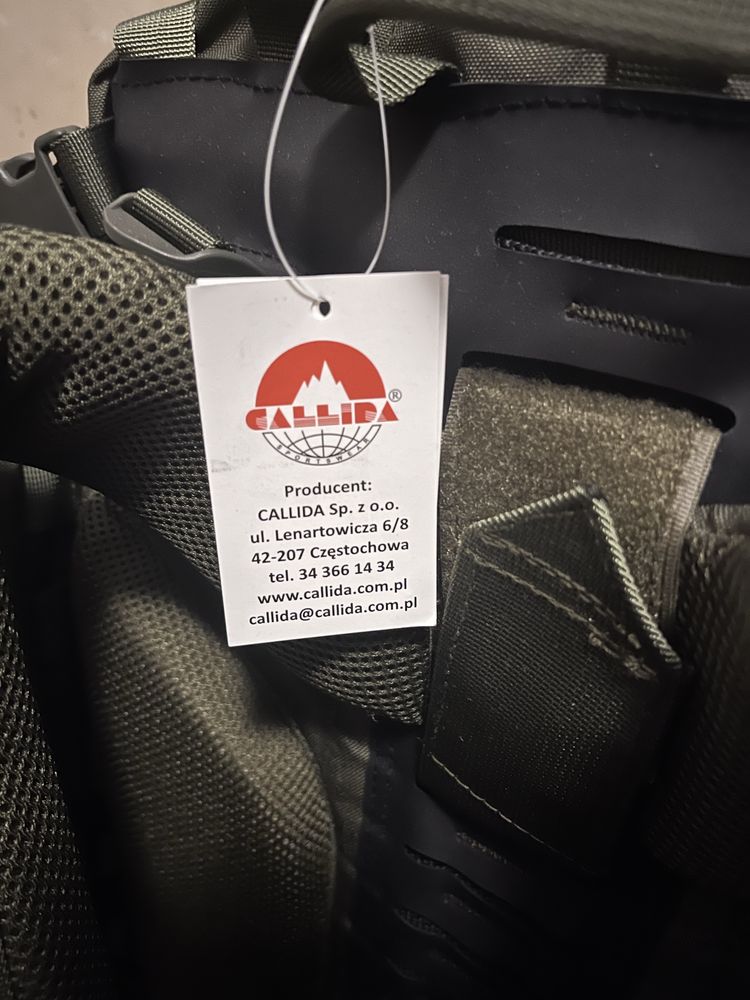 CALLIDA®
SPORTSWEAR
Producent:
CALLIDA Sp. z o.o.
ul. Lenartowicza 6/8
42-207 Częstochowa
tel. 34 366 14 34
www.callida.com.pl
callida@callida.com.pl